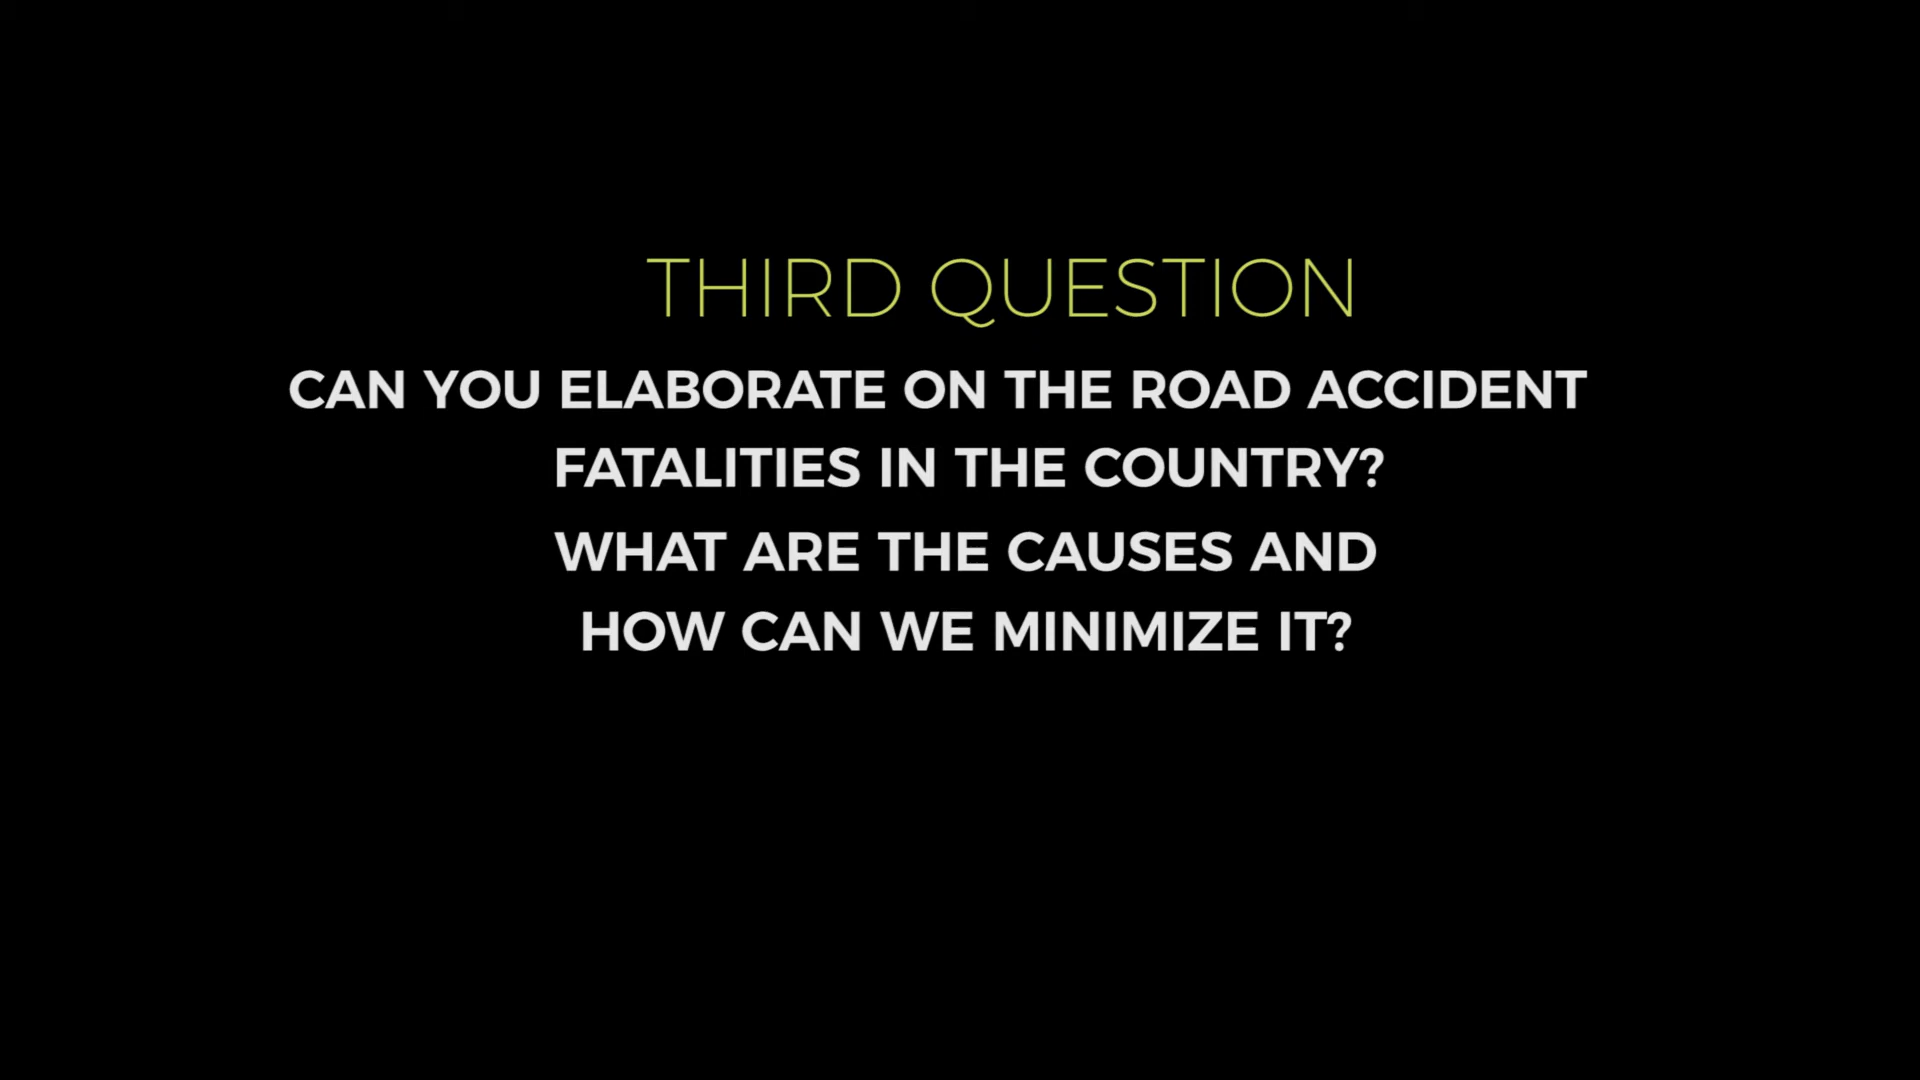 THIRD QUESTION
CAN YOU ELABORATE ON THE ROAD ACCIDENT
FATALITIES IN THE COUNTRY?
WHAT ARE THE CAUSES AND
HOW CAN WE MINIMIZE IT?